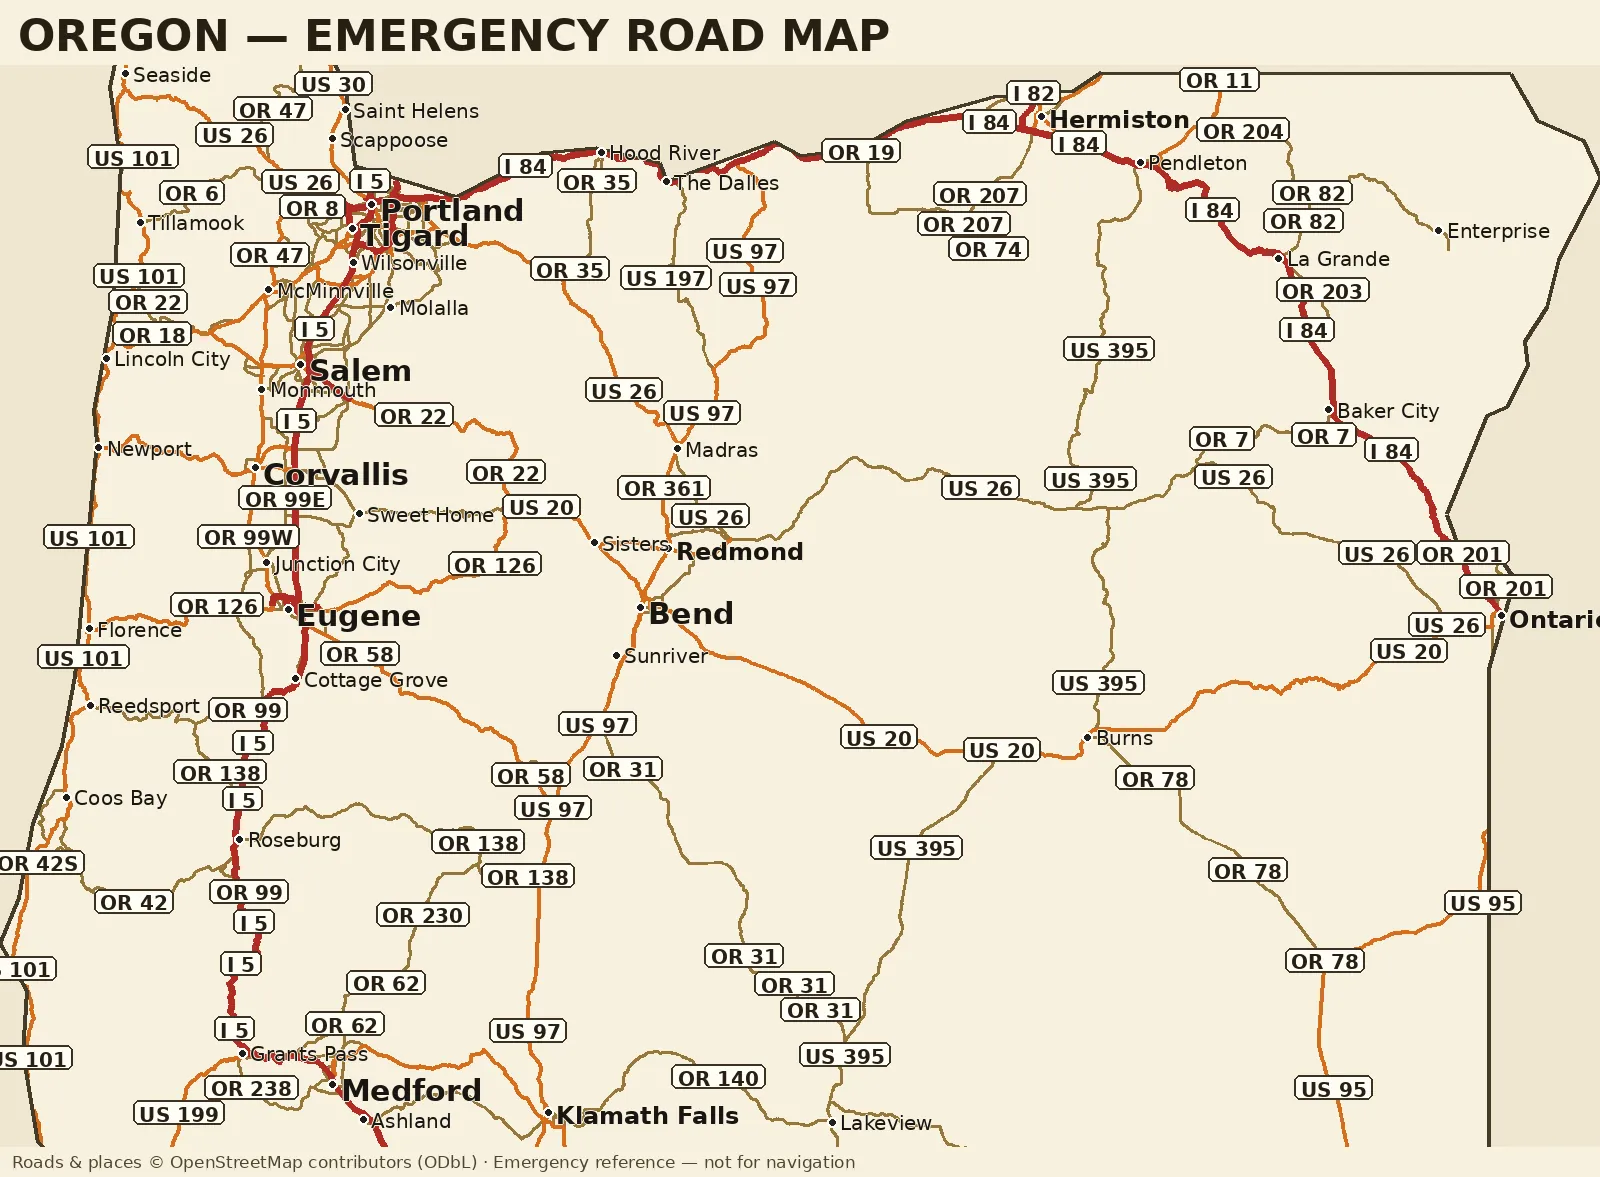 OREGON — EMERGENCY ROAD MAP
Seaside
US 30
OR 11
I 82
OR 47
Saint Helens
I 84
Hermiston
US 26
Scappoose
OR 204
I 84
US 101
OR 19
Hood River
I 84
Pendleton
US 26
I 5
OR 35
The Dalles
OR 6
OR 207
OR 82
OR 8
Portland
I 84
Tillamook
OR 207
OR 82
Tigard
Enterprise
OR 47
US 97
OR 74
Wilsonville
La Grande
US 101
OR 35
US 197
US 97
McMinnville
OR 203
OR 22
Molalla
I 5
I 84
OR 18
Lincoln City
US 395
Salem
Monmouth
US 26
I 5
OR 22
US 97
Baker City
Newport
Madras
OR 7
OR 7
I 84
Corvallis
OR 22
US 395
US 26
OR 99E
OR 361
US 26
Sweet Home
US 20
US 26
US 101
OR 99W
Sisters
Redmond
US 26
OR 201
Junction City
OR 126
OR 201
OR 126
Eugene
Bend
Ontario
Florence
US 26
US 101
OR 58
Sunriver
US 20
Cottage Grove
US 395
Reedsport
OR 99
US 97
I 5
US 20
US 20
Burns
OR 138
OR 58
OR 31
OR 78
Coos Bay
I 5
US 97
Roseburg
OR 138
US 395
OR 42S
OR 138
OR 78
OR 42
OR 99
US 95
I 5
OR 230
I 5
OR 31
OR 78
101
OR 62
OR 31
OR 31
I 5
OR 62
US 97
US 101
Grants Pass
US 395
OR 238
Medford
OR 140
US 95
US 199
Ashland
Klamath Falls
Lakeview
Roads & places © OpenStreetMap contributors (ODbL) · Emergency reference — not for navigation